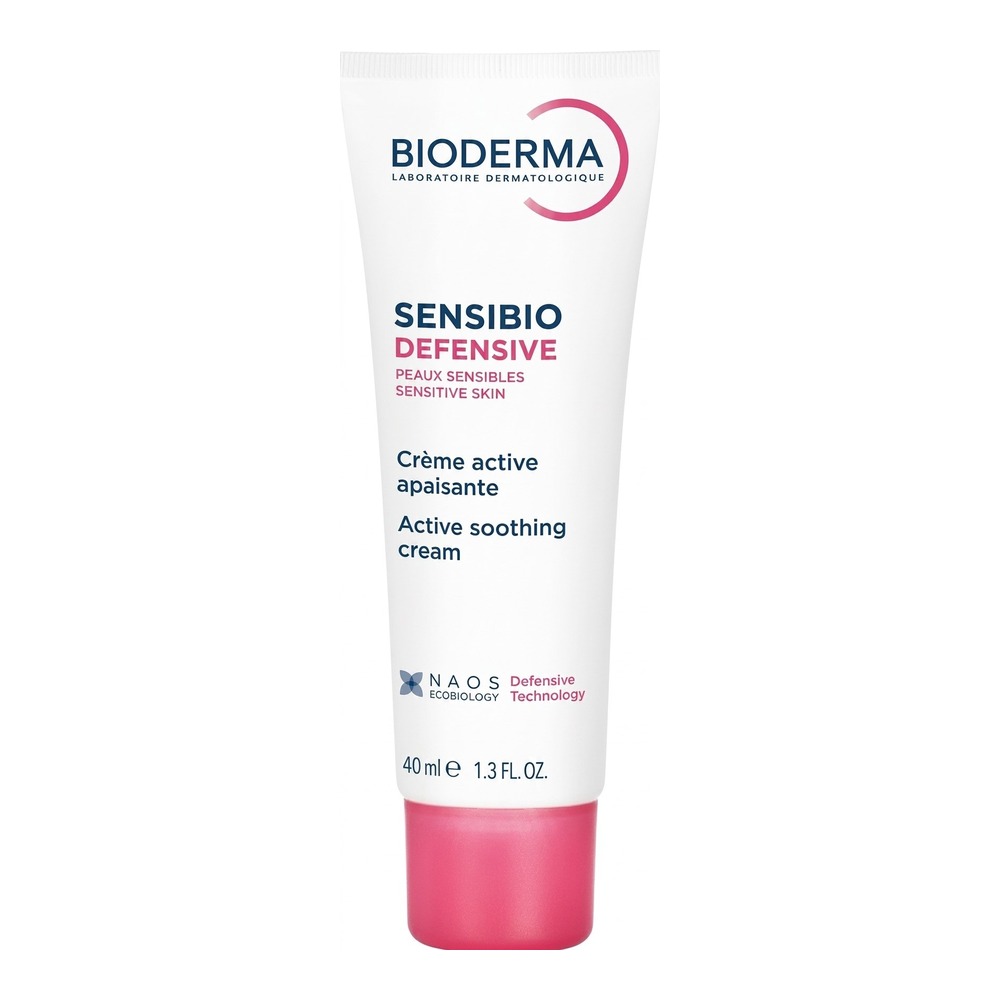 BIODERMA
LABORATOIRE DERMATOLOGIQUE
SENSIBIO
DEFENSIVE
PEAUX SENSIBLES
SENSITIVE SKIN
Crème active
apaisante
Active soothing
cream
NAOS
ECOBIOLOGY
Defensive
Technology
40 ml ℮ 1.3 FL. OZ.